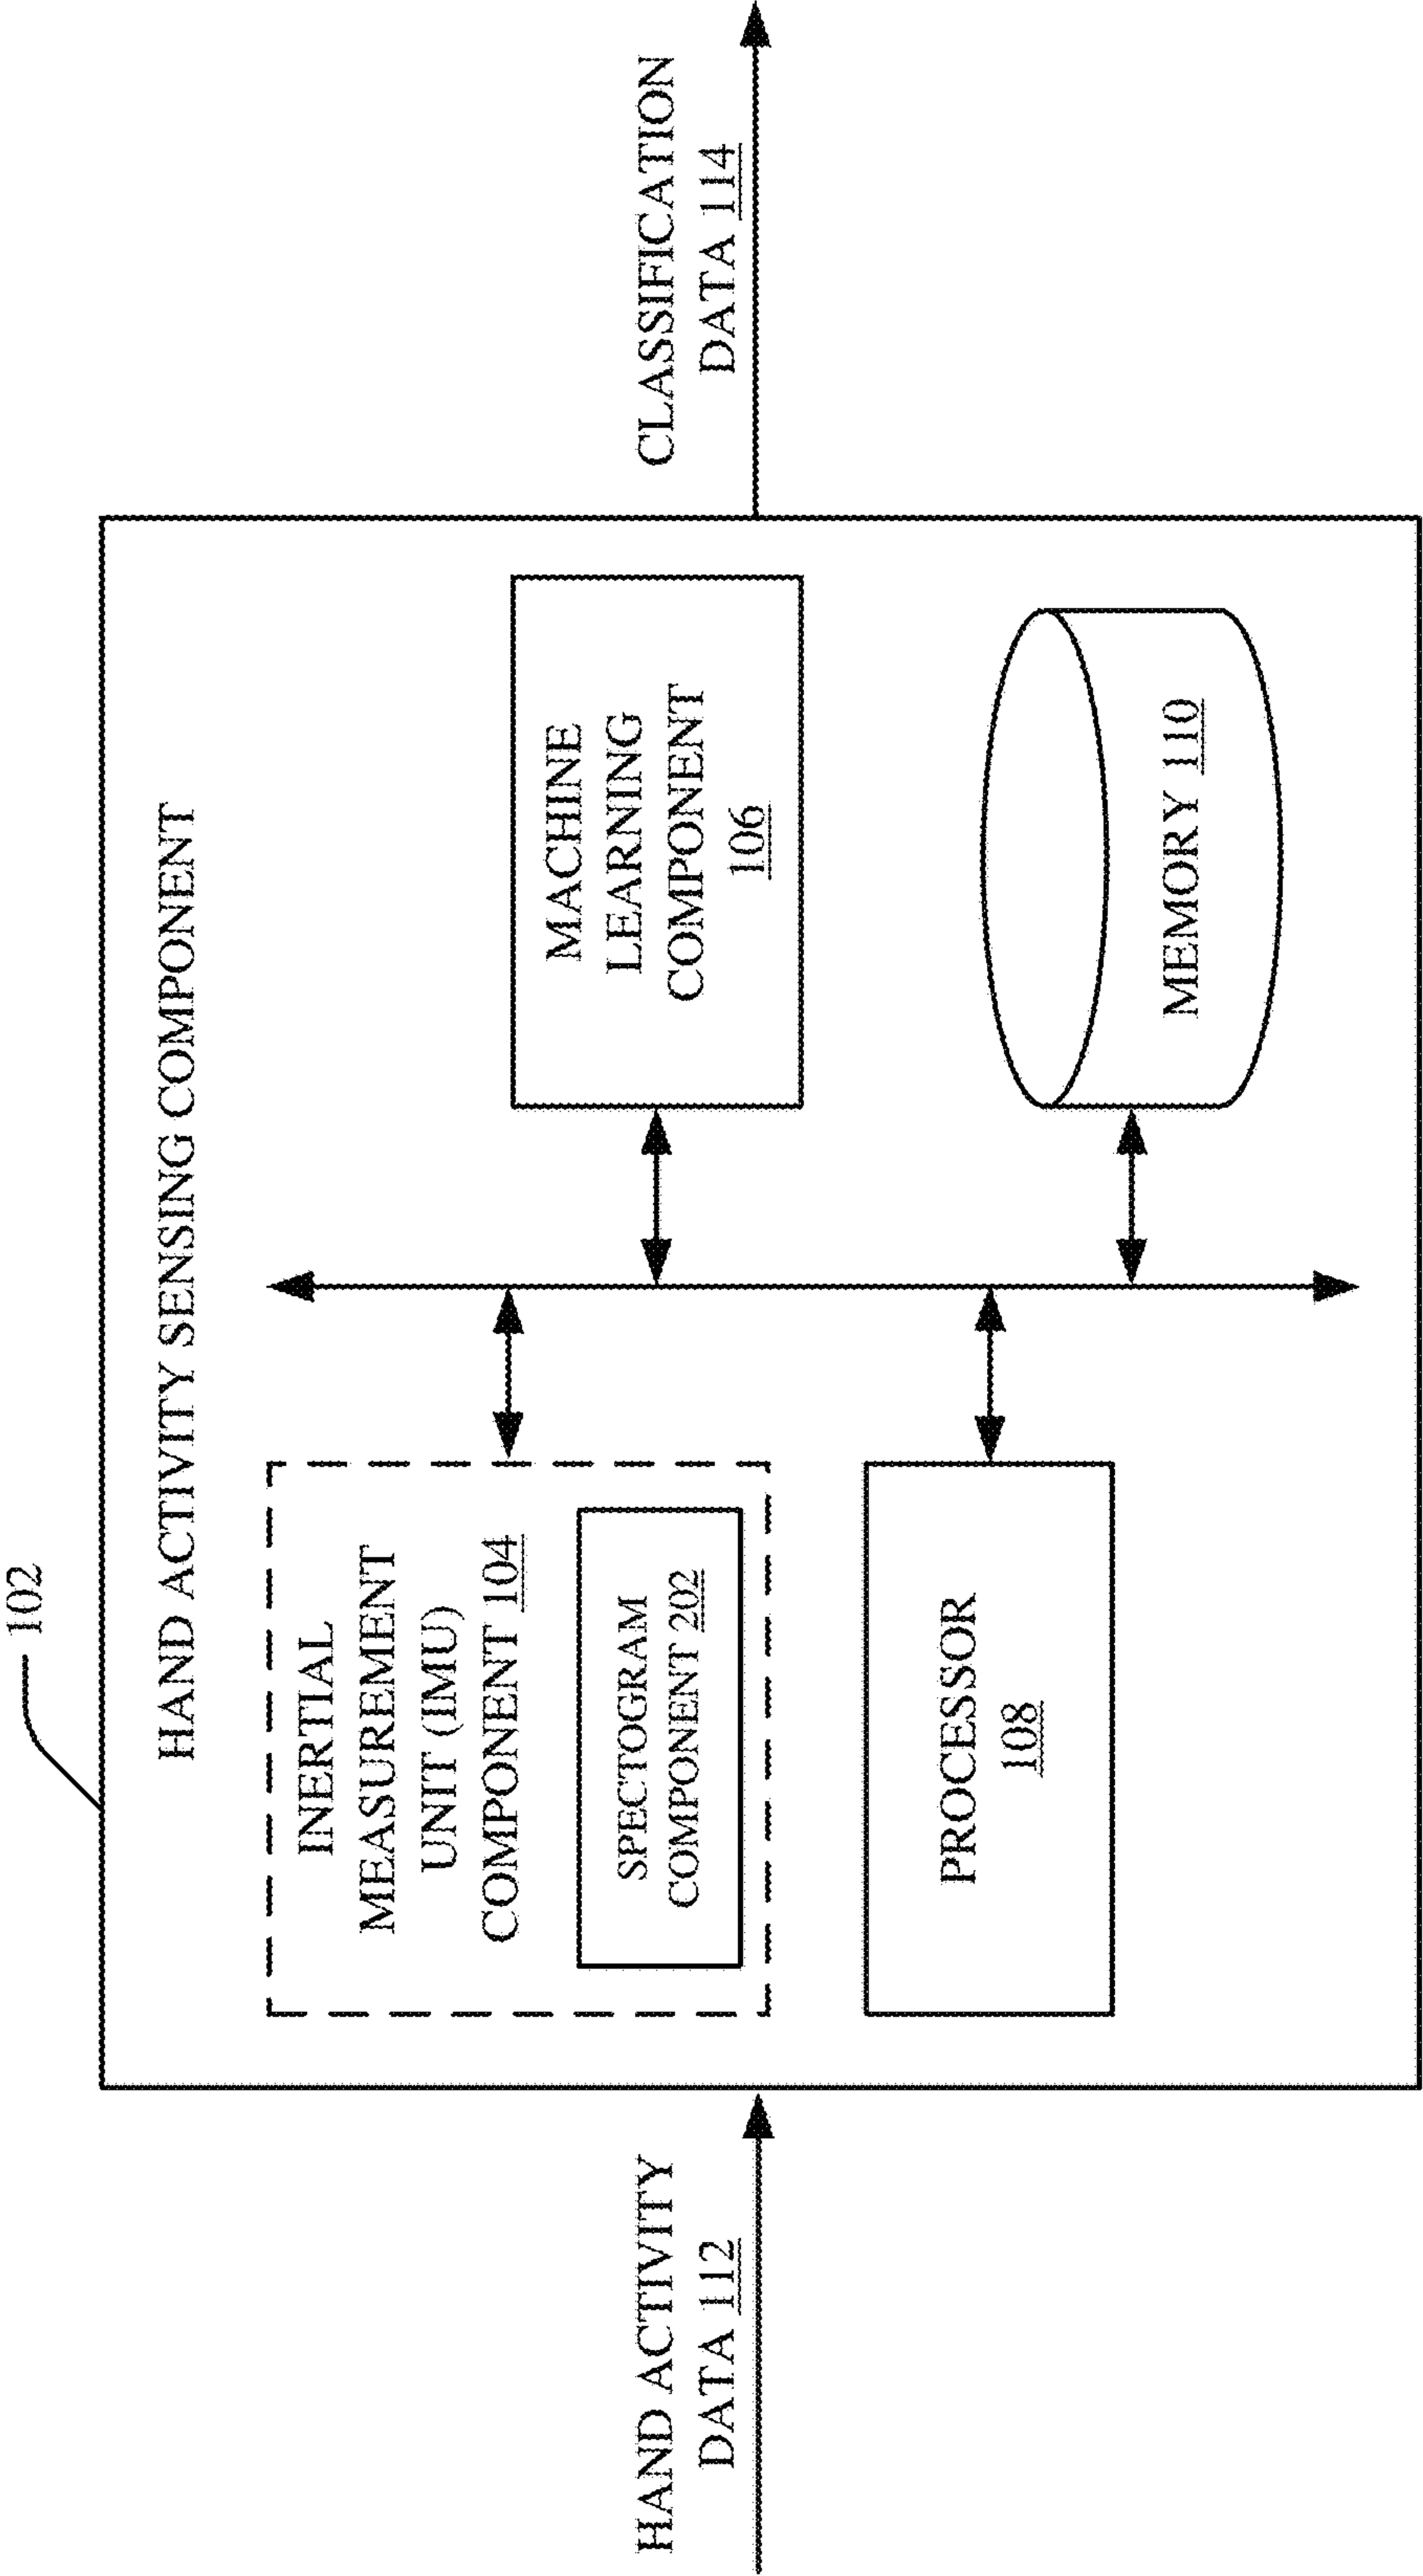 102
HAND ACTIVITY SENSING COMPONENT
HAND ACTIVITY
DATA 112
INERTIAL
MEASUREMENT
UNIT (IMU)
COMPONENT 104
SPECTOGRAM
COMPONENT 202
PROCESSOR
108
MACHINE
LEARNING
COMPONENT
106
MEMORY 110
CLASSIFICATION
DATA 114